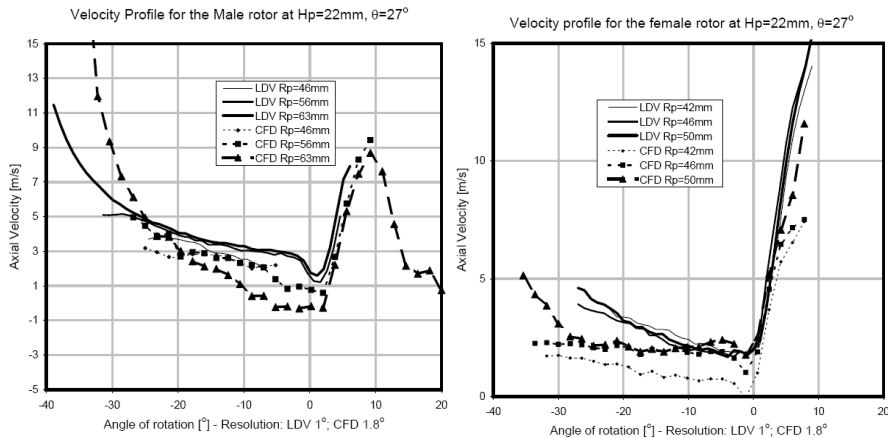 Velocity Profile for the Male rotor at Hp=22mm, θ=27°
15
13
11
9
7
5
3
1
-1
-3
-5
Axial Velocity [m/s]
LDV Rp=46mm
LDV Rp=56mm
LDV Rp=63mm
CFD Rp=46mm
CFD Rp=56mm
CFD Rp=63mm
-40
-30
-20
-10
0
10
20
Angle of rotation [°] - Resolution: LDV 1°; CFD 1.8°
Velocity profile for the female rotor at Hp=22mm, θ=27°
15
10
5
0
Axial velocity [m/s]
LDV Rp=42mm
LDV Rp=46mm
LDV Rp=50mm
CFD Rp=42mm
CFD Rp=46mm
CFD Rp=50mm
-40
-30
-20
-10
0
10
20
Angle of rotation [°] - Resolution: LDV 1°; CFD 1.8°